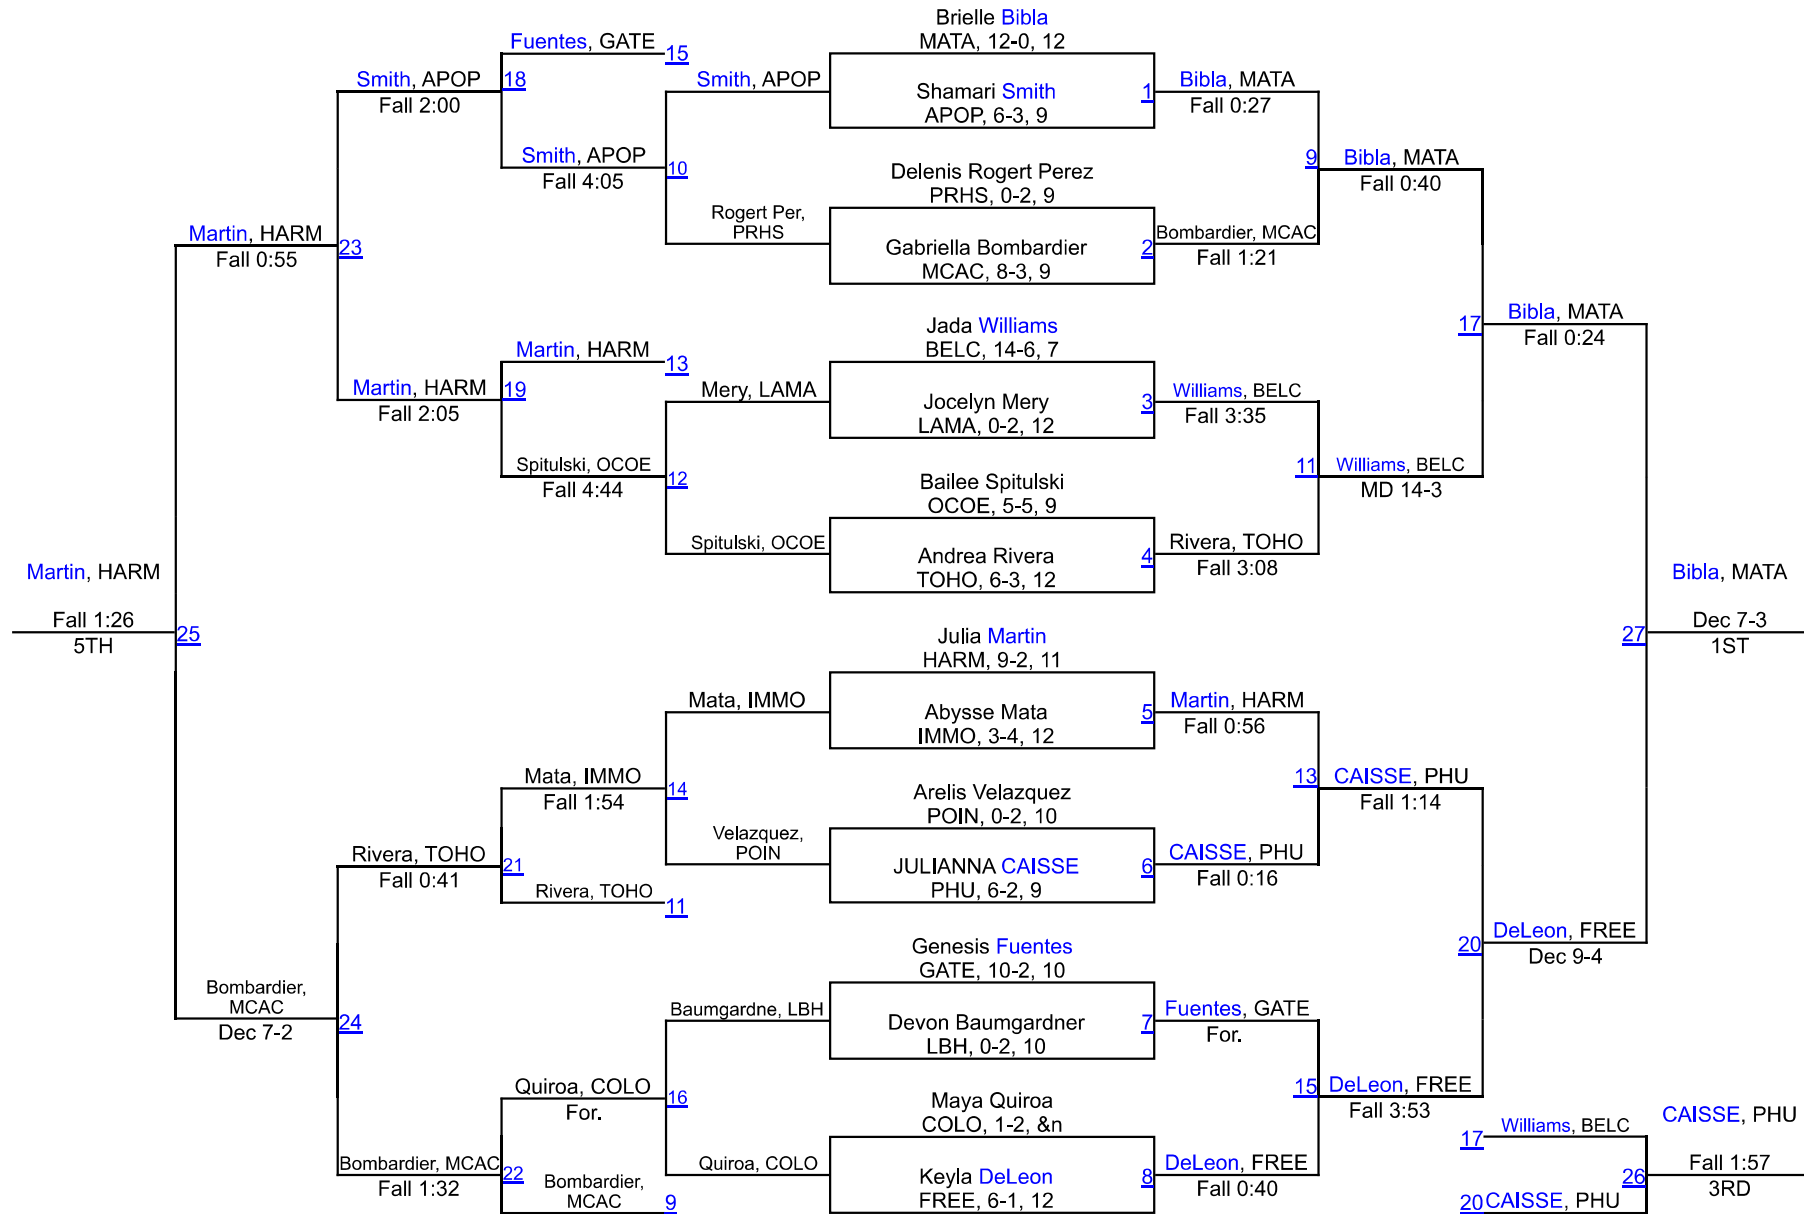 Brielle Bibla
MATA, 12-0, 12
Fuentes, GATE
15
Smith, APOP
18
Fall 2:00
Smith, APOP
Shamari Smith
APOP, 6-3, 9
1
Bibla, MATA
Fall 0:27
Smith, APOP
Fall 4:05
10
Delenis Rogert Perez
PRHS, 0-2, 9
9
Bibla, MATA
Fall 0:40
Rogert Per,
PRHS
Gabriella Bombardier
MCAC, 8-3, 9
2
Bombardier, MCAC
Fall 1:21
Martin, HARM
Fall 0:55
23
Jada Williams
BELC, 14-6, 7
17
Bibla, MATA
Fall 0:24
Martin, HARM
13
Martin, HARM
Fall 2:05
19
Mery, LAMA
Jocelyn Mery
LAMA, 0-2, 12
3
Williams, BELC
Fall 3:35
Spitulski, OCOE
Fall 4:44
12
Bailee Spitulski
OCOE, 5-5, 9
11
Williams, BELC
MD 14-3
Spitulski, OCOE
Andrea Rivera
TOHO, 6-3, 12
4
Rivera, TOHO
Fall 3:08
Martin, HARM
Fall 1:26
5TH
25
Bibla, MATA
27
Dec 7-3
1ST
Julia Martin
HARM, 9-2, 11
Mata, IMMO
Abysse Mata
IMMO, 3-4, 12
5
Martin, HARM
Fall 0:56
Mata, IMMO
Fall 1:54
14
Arelis Velazquez
POIN, 0-2, 10
13
CAISSE, PHU
Fall 1:14
Velazquez,
POIN
JULIANNA CAISSE
PHU, 6-2, 9
6
CAISSE, PHU
Fall 0:16
Rivera, TOHO
Fall 0:41
21
Rivera, TOHO
11
Genesis Fuentes
GATE, 10-2, 10
20
DeLeon, FREE
Dec 9-4
Bombardier,
MCAC
Dec 7-2
24
Baumgardne, LBH
Devon Baumgardner
LBH, 0-2, 10
7
Fuentes, GATE
For.
Quiroa, COLO
For.
16
Maya Quiroa
COLO, 1-2, &n
15
DeLeon, FREE
Fall 3:53
Bombardier, MCAC
Fall 1:32
22
Bombardier,
MCAC
9
Quiroa, COLO
Keyla DeLeon
FREE, 6-1, 12
8
DeLeon, FREE
Fall 0:40
17
Williams, BELC
CAISSE, PHU
26
Fall 1:57
3RD
20
CAISSE, PHU